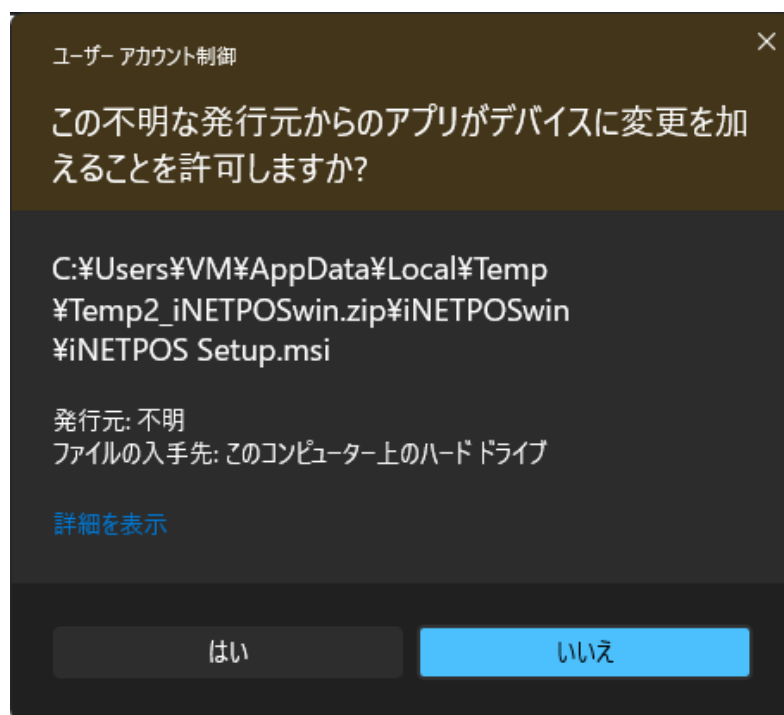 ユーザー アカウント制御
この不明な発行元からのアプリがデバイスに変更を加
えることを許可しますか?
C:¥Users¥VM¥AppData¥Local¥Temp
¥Temp2_iNETPOSwin.zip¥iNETPOSwin
¥iNETPOS Setup.msi
発行元: 不明
ファイルの入手先: このコンピューター上のハード ドライブ
詳細を表示
はい
いいえ